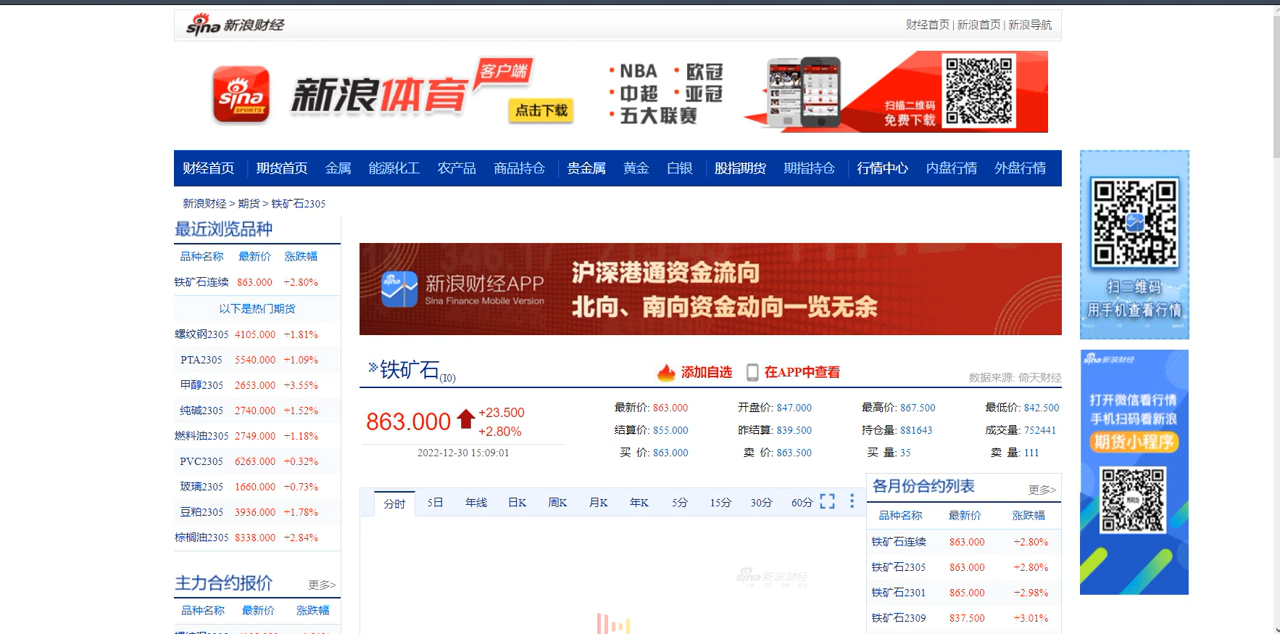 sina 新浪财经
财经首页 | 新浪首页 | 新浪导航
sina SPORTS
新浪体育 客户端
点击下载
• NBA • 欧冠
• 中超 • 亚冠
• 五大联赛
扫描二维码
免费下载
财经首页 期货首页 金属 能源化工 农产品 商品持仓 贵金属 黄金 白银 股指期货 期指持仓 行情中心 内盘行情 外盘行情
新浪财经 > 期货 > 铁矿石2305
最近浏览品种
品种名称 最新价 涨跌幅
铁矿石连续 863.000 +2.80%
以下是热门期货
螺纹钢2305 4105.000 +1.81%
PTA2305 5540.000 +1.09%
甲醇2305 2653.000 +3.55%
纯碱2305 2740.000 +1.52%
燃料油2305 2749.000 +1.18%
PVC2305 6263.000 +0.32%
玻璃2305 1660.000 +0.73%
豆粕2305 3936.000 +1.78%
棕榈油2305 8338.000 +2.84%
主力合约报价 更多>
品种名称 最新价 涨跌幅
新浪财经APP
Sina Finance Mobile Version
沪深港通资金流向
北向、南向资金动向一览无余
铁矿石(I0)
添加自选 在APP中查看
数据来源: 倚天财经
863.000 +23.500
+2.80%
2022-12-30 15:09:01
最新价: 863.000 开盘价: 847.000 最高价: 867.500 最低价: 842.500
结算价: 855.000 昨结算: 839.500 持仓量: 881643 成交量: 752441
买 价: 863.000 卖 价: 863.500 买 量: 35 卖 量: 111
分时 5日 年线 日K 周K 月K 年K 5分 15分 30分 60分
sina 新浪财经
各月份合约列表 更多>
品种名称 最新价 涨跌幅
铁矿石连续 863.000 +2.80%
铁矿石2305 863.000 +2.80%
铁矿石2301 865.000 +2.98%
铁矿石2309 837.500 +3.01%
扫二维码
用手机查看行情
sina 新浪财经
打开微信看行情
手机扫码看新浪
期货小程序